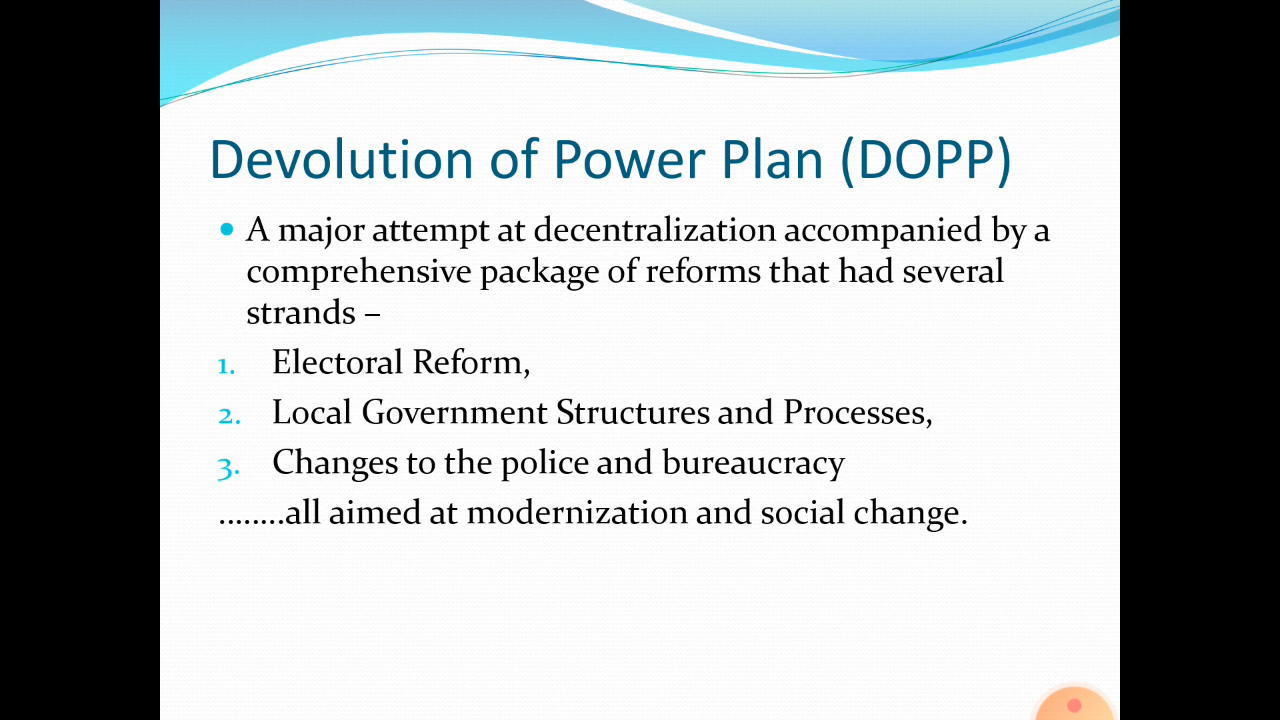 Devolution of Power Plan (DOPP)
• A major attempt at decentralization accompanied by a
comprehensive package of reforms that had several
strands –
1. Electoral Reform,
2. Local Government Structures and Processes,
3. Changes to the police and bureaucracy
........all aimed at modernization and social change.